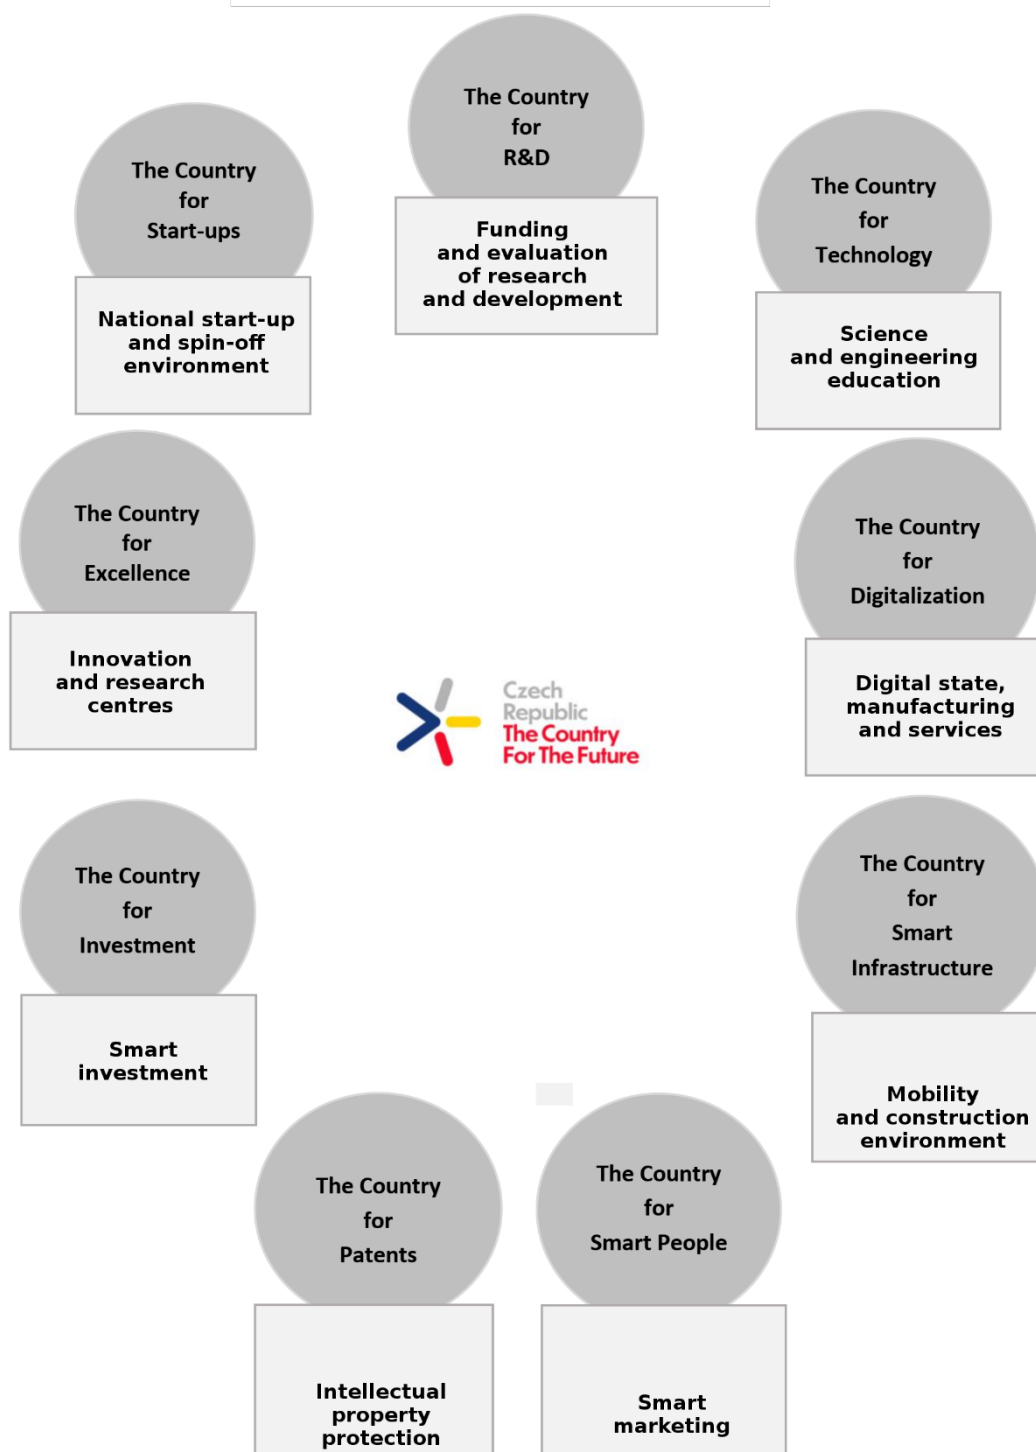 The Country
for
R&D
Funding
and evaluation
of research
and development
The Country
for
Start-ups
National start-up
and spin-off
environment
The Country
for
Technology
Science
and engineering
education
The Country
for
Excellence
Innovation
and research
centres
The Country
for
Digitalization
Digital state,
manufacturing
and services
Czech
Republic
The Country
For The Future
The Country
for
Investment
Smart
investment
The Country
for
Smart
Infrastructure
Mobility
and construction
environment
The Country
for
Patents
Intellectual
property
protection
The Country
for
Smart People
Smart
marketing